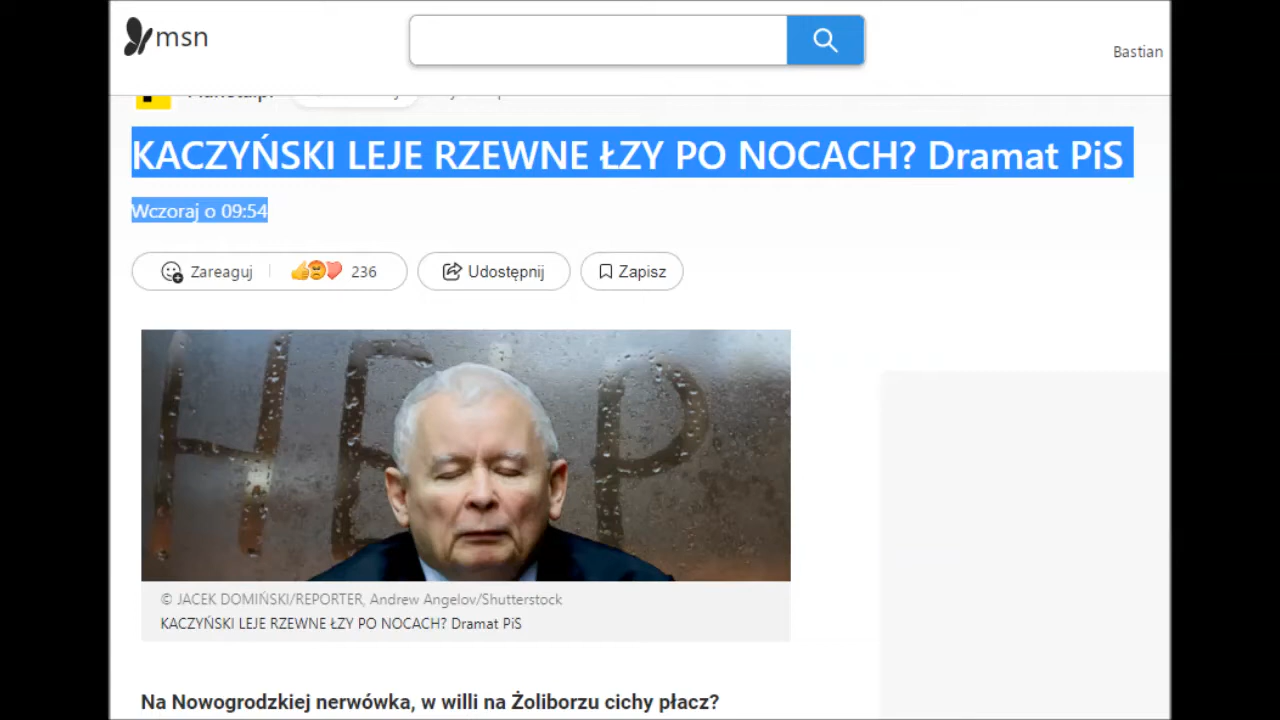 msn
Bastian
KACZYŃSKI LEJE RZEWNE ŁZY PO NOCACH? Dramat PiS
Wczoraj o 09:54
Zareaguj 236 Udostępnij Zapisz
HELP
© JACEK DOMIŃSKI/REPORTER, Andrew Angelov/Shutterstock
KACZYŃSKI LEJE RZEWNE ŁZY PO NOCACH? Dramat PiS
Na Nowogrodzkiej nerwówka, w willi na Żoliborzu cichy płacz?